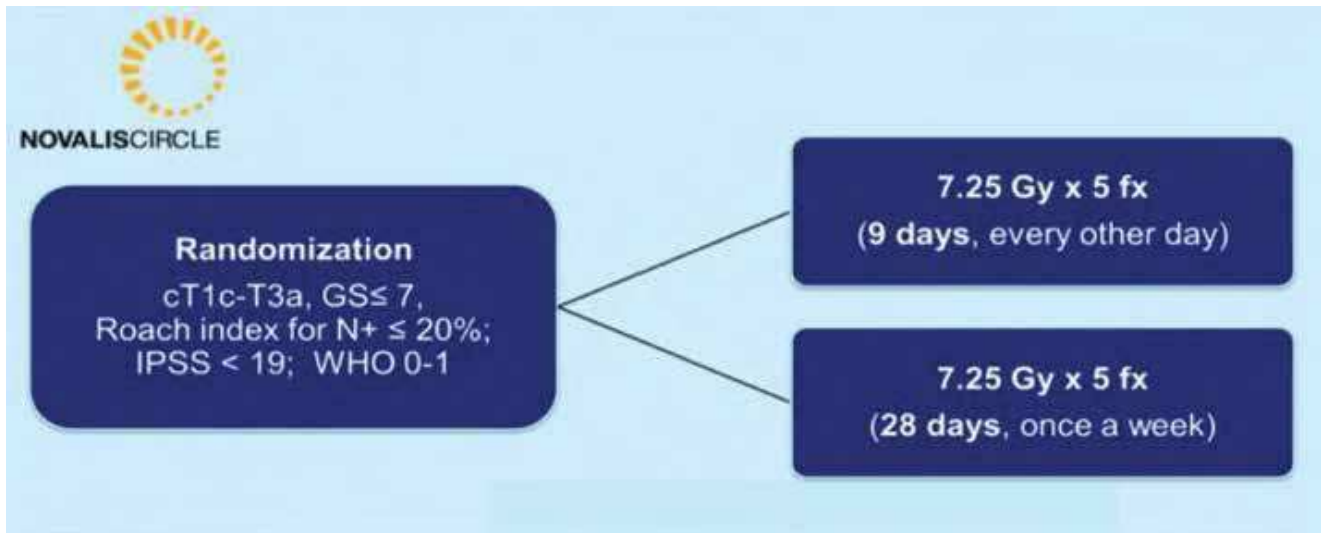 NOVALISCIRCLE
Randomization
cT1c-T3a, GS≤ 7,
Roach index for N+ ≤ 20%;
IPSS < 19; WHO 0-1
7.25 Gy x 5 fx
(9 days, every other day)
7.25 Gy x 5 fx
(28 days, once a week)